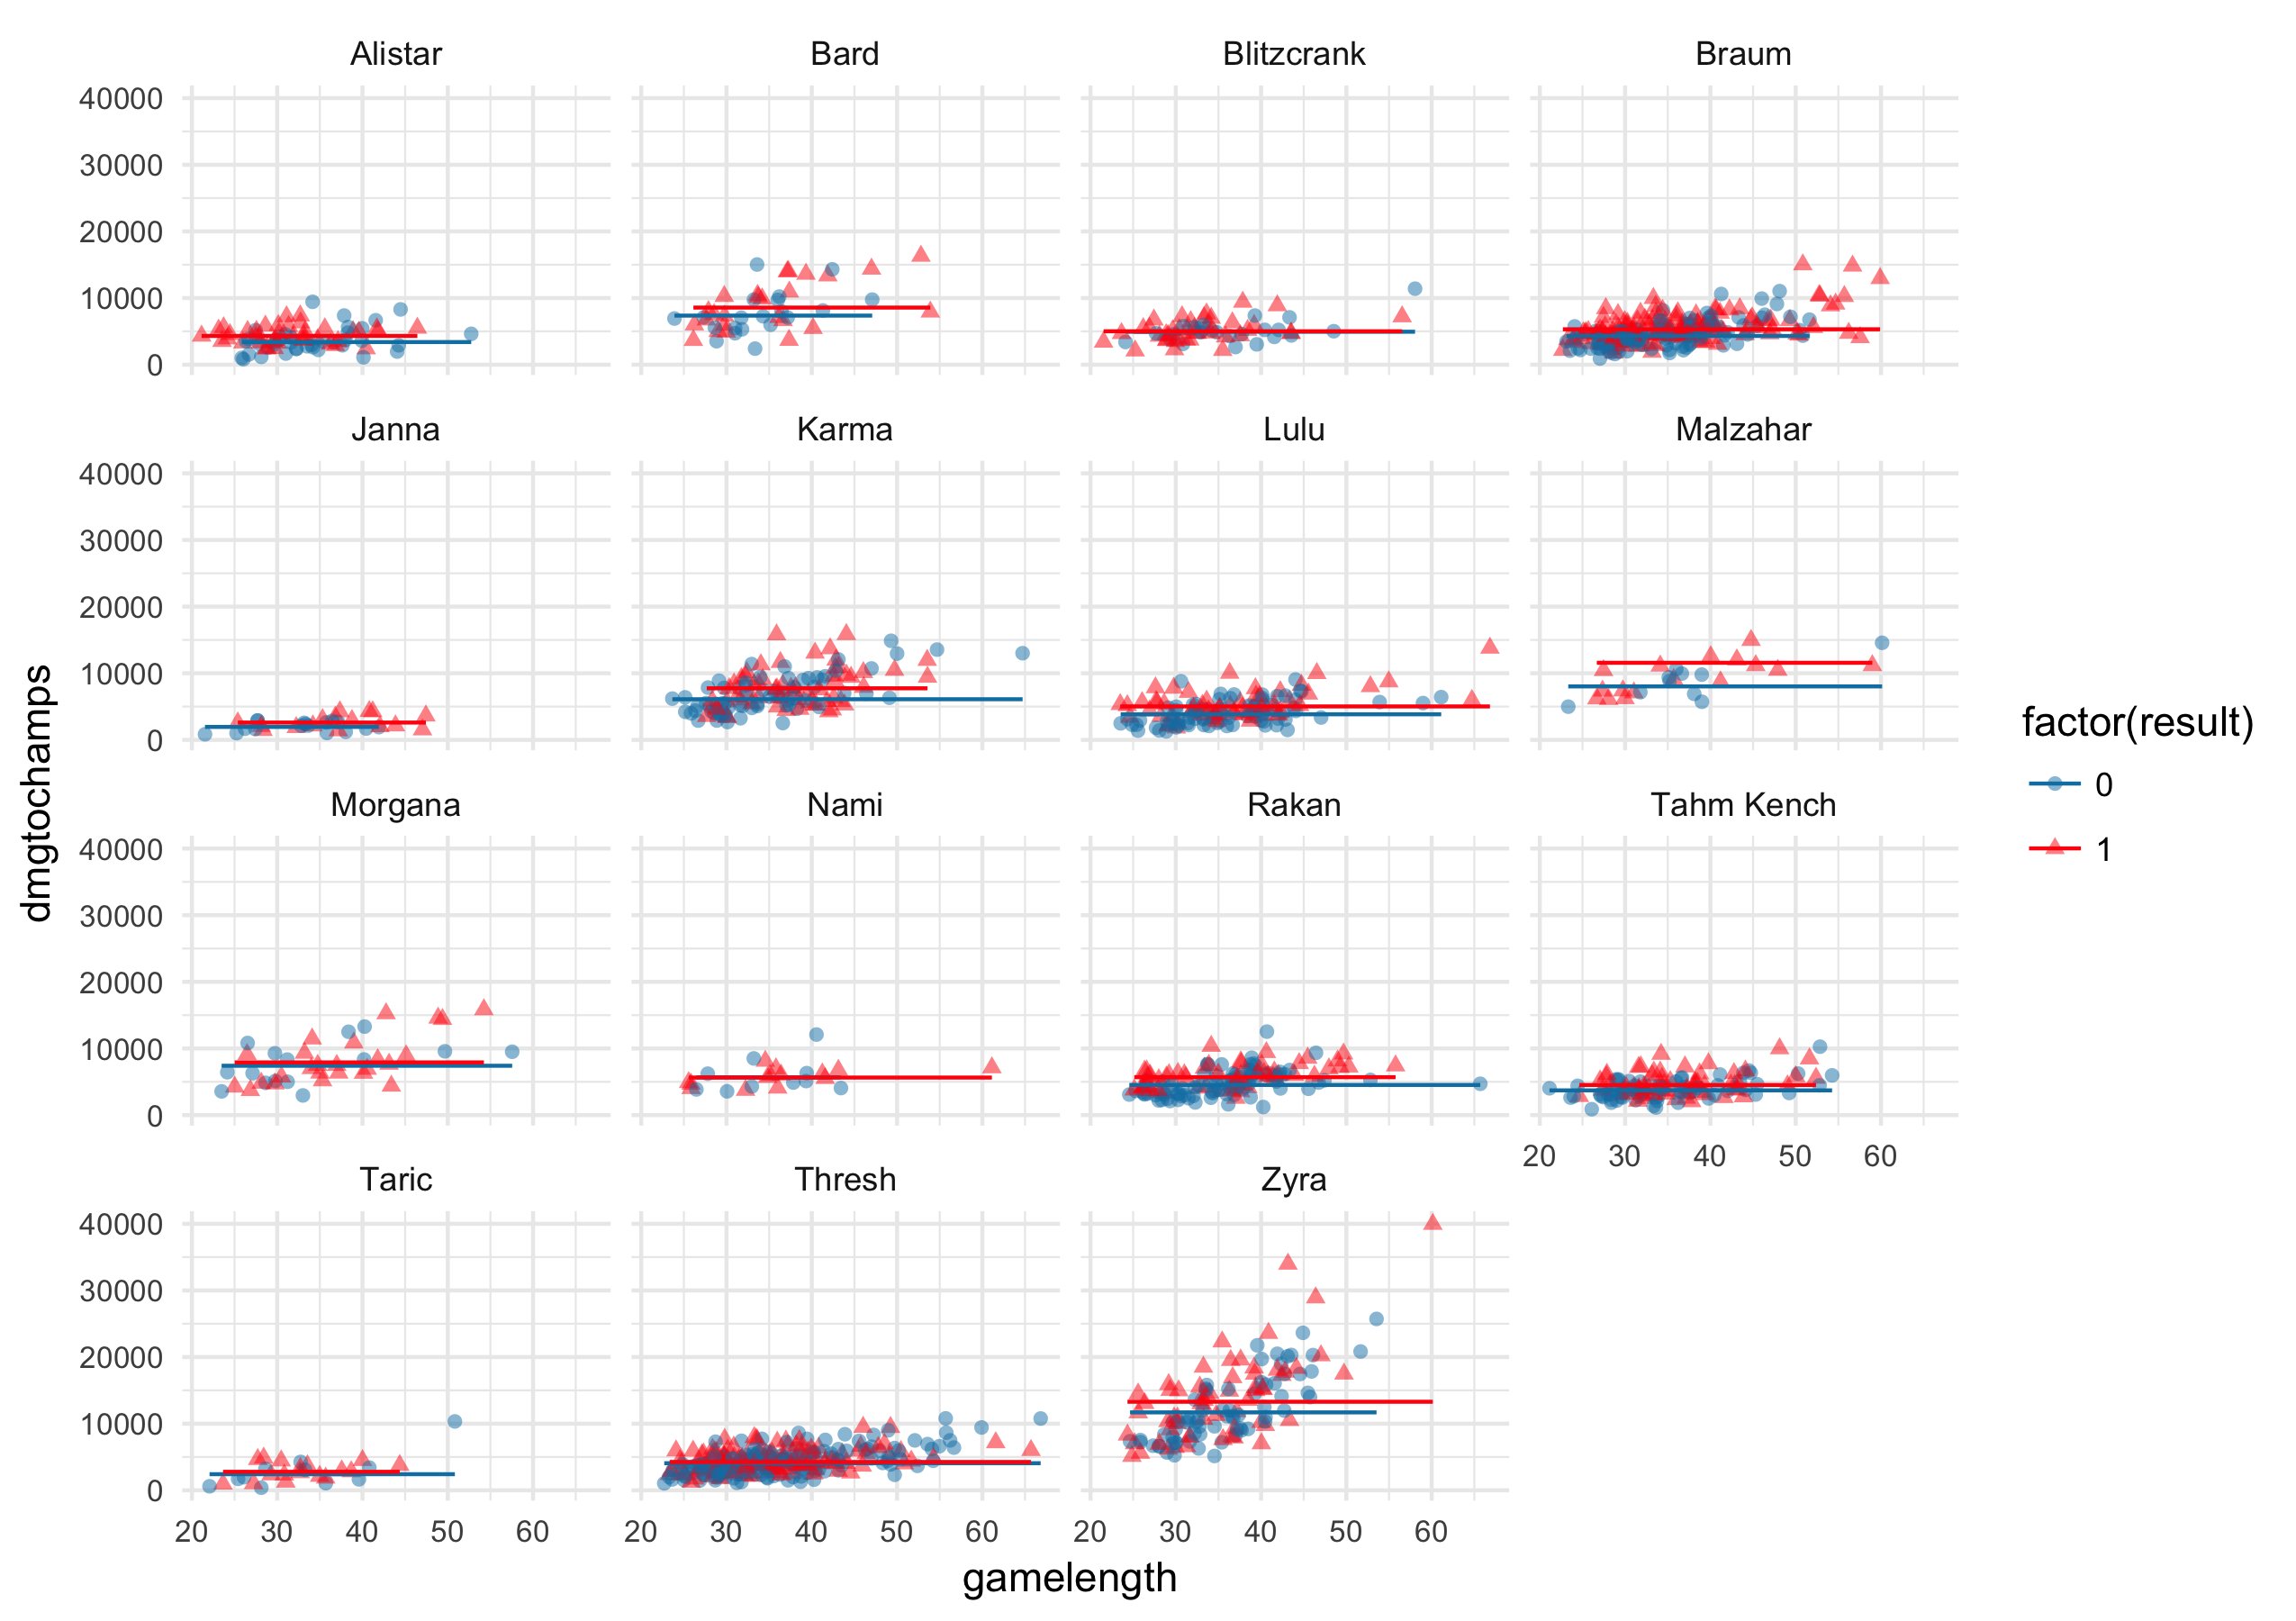 Alistar Bard Blitzcrank Braum
40000
30000
20000
10000
0
Janna Karma Lulu Malzahar
40000
30000
20000
10000
0
Morgana Nami Rakan Tahm Kench
40000
30000
20000
10000
0
20 30 40 50 60
Taric Thresh Zyra
40000
30000
20000
10000
0
20 30 40 50 60 20 30 40 50 60 20 30 40 50 60
gamelength
dmgtochamps
factor(result)
0
1